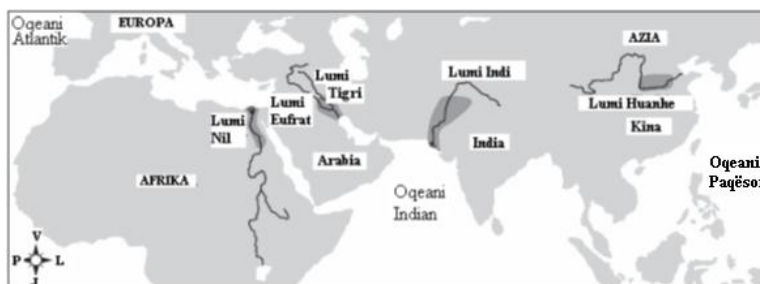 Oqeani
Atlantik
EUROPA
AZIA
Lumi
Tigri
Lumi Indi
Lumi
Eufrat
Lumi
Nil
Lumi Huanhe
Kina
India
Arabia
AFRIKA
Oqeani
Indian
Oqeani
Paqësor
V
P
L
J